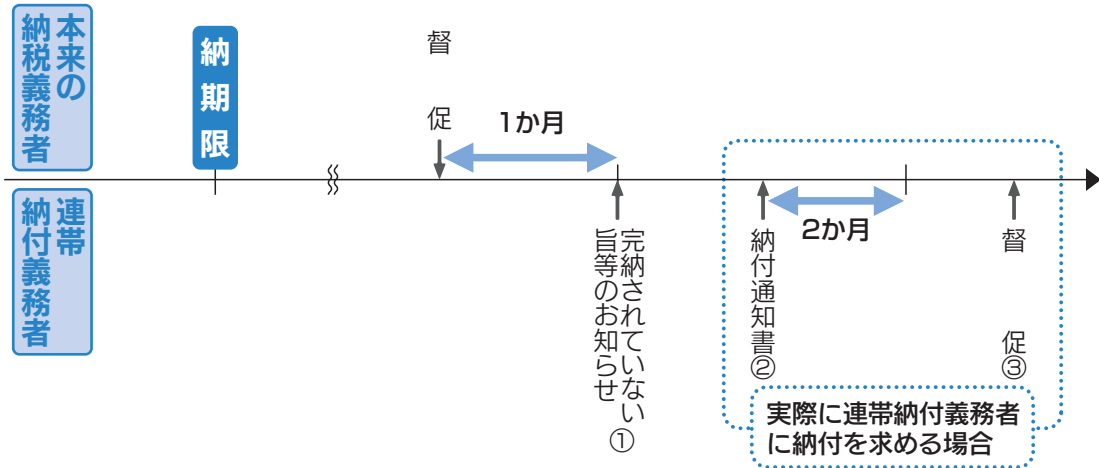 本来の
納税義務者
納期限
督促
1か月
連帯
納付義務者
完納されていない
旨等のお知らせ①
納付通知書②
2か月
督促③
実際に連帯納付義務者
に納付を求める場合